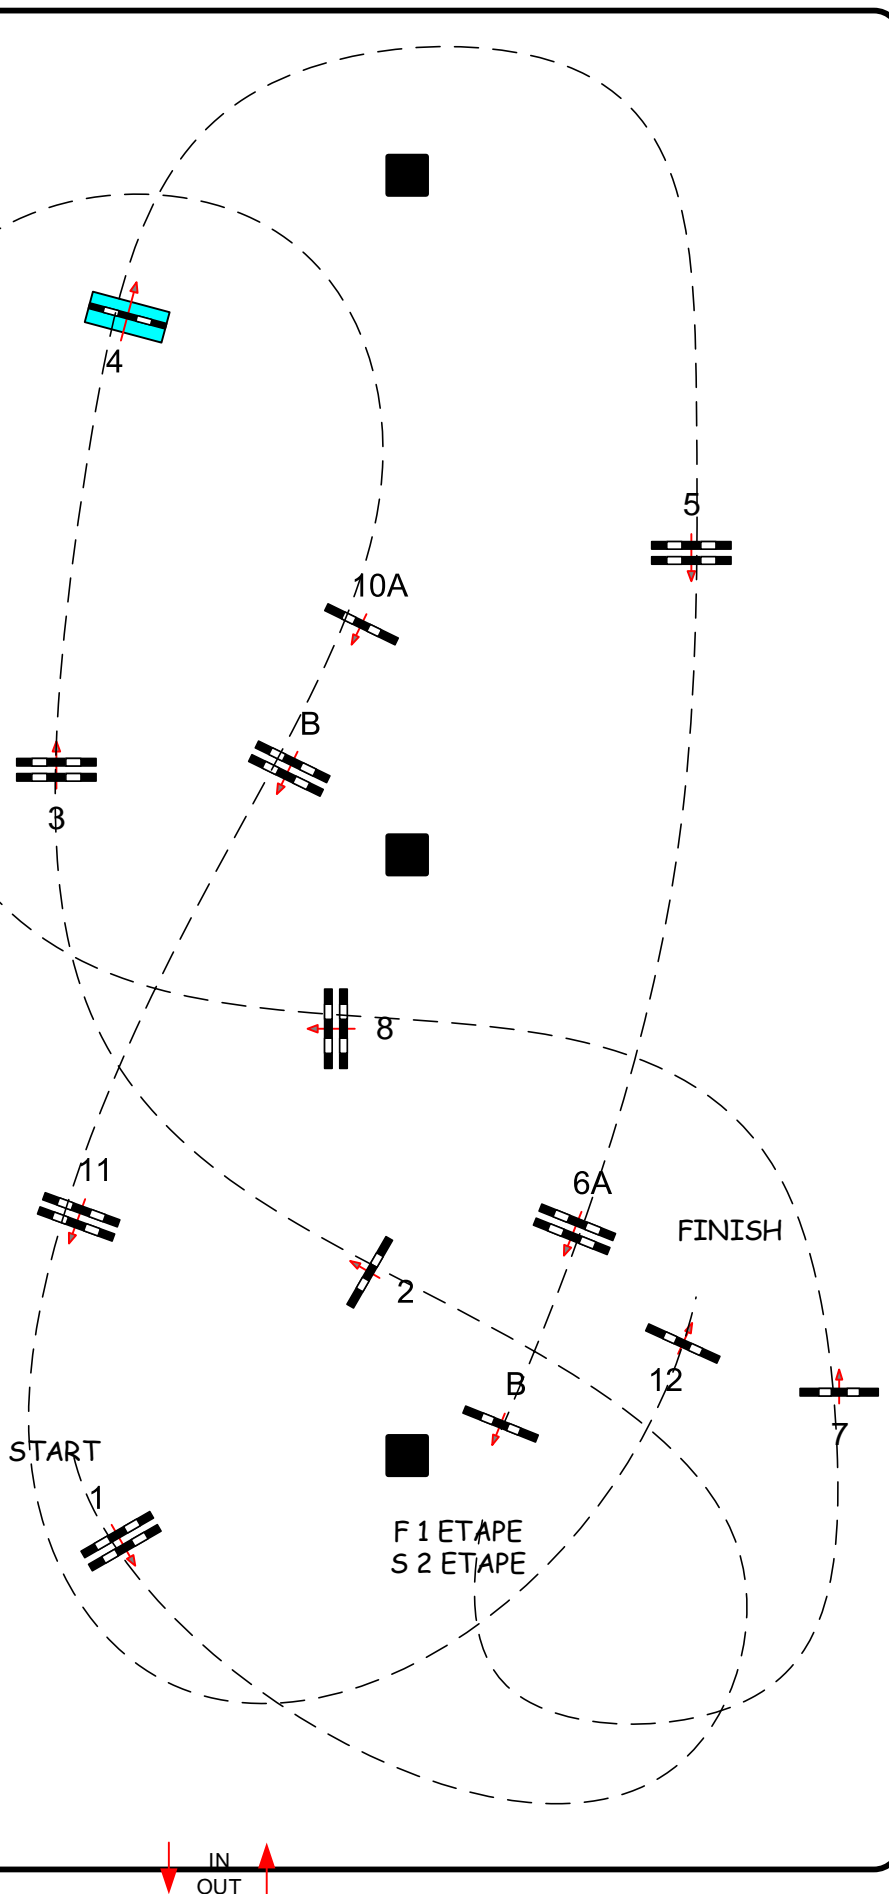 4
5
10A
B
3
8
11
6A
FINISH
2
12
B
7
START
1
F 1 ETAPE
S 2 ETAPE
IN
OUT